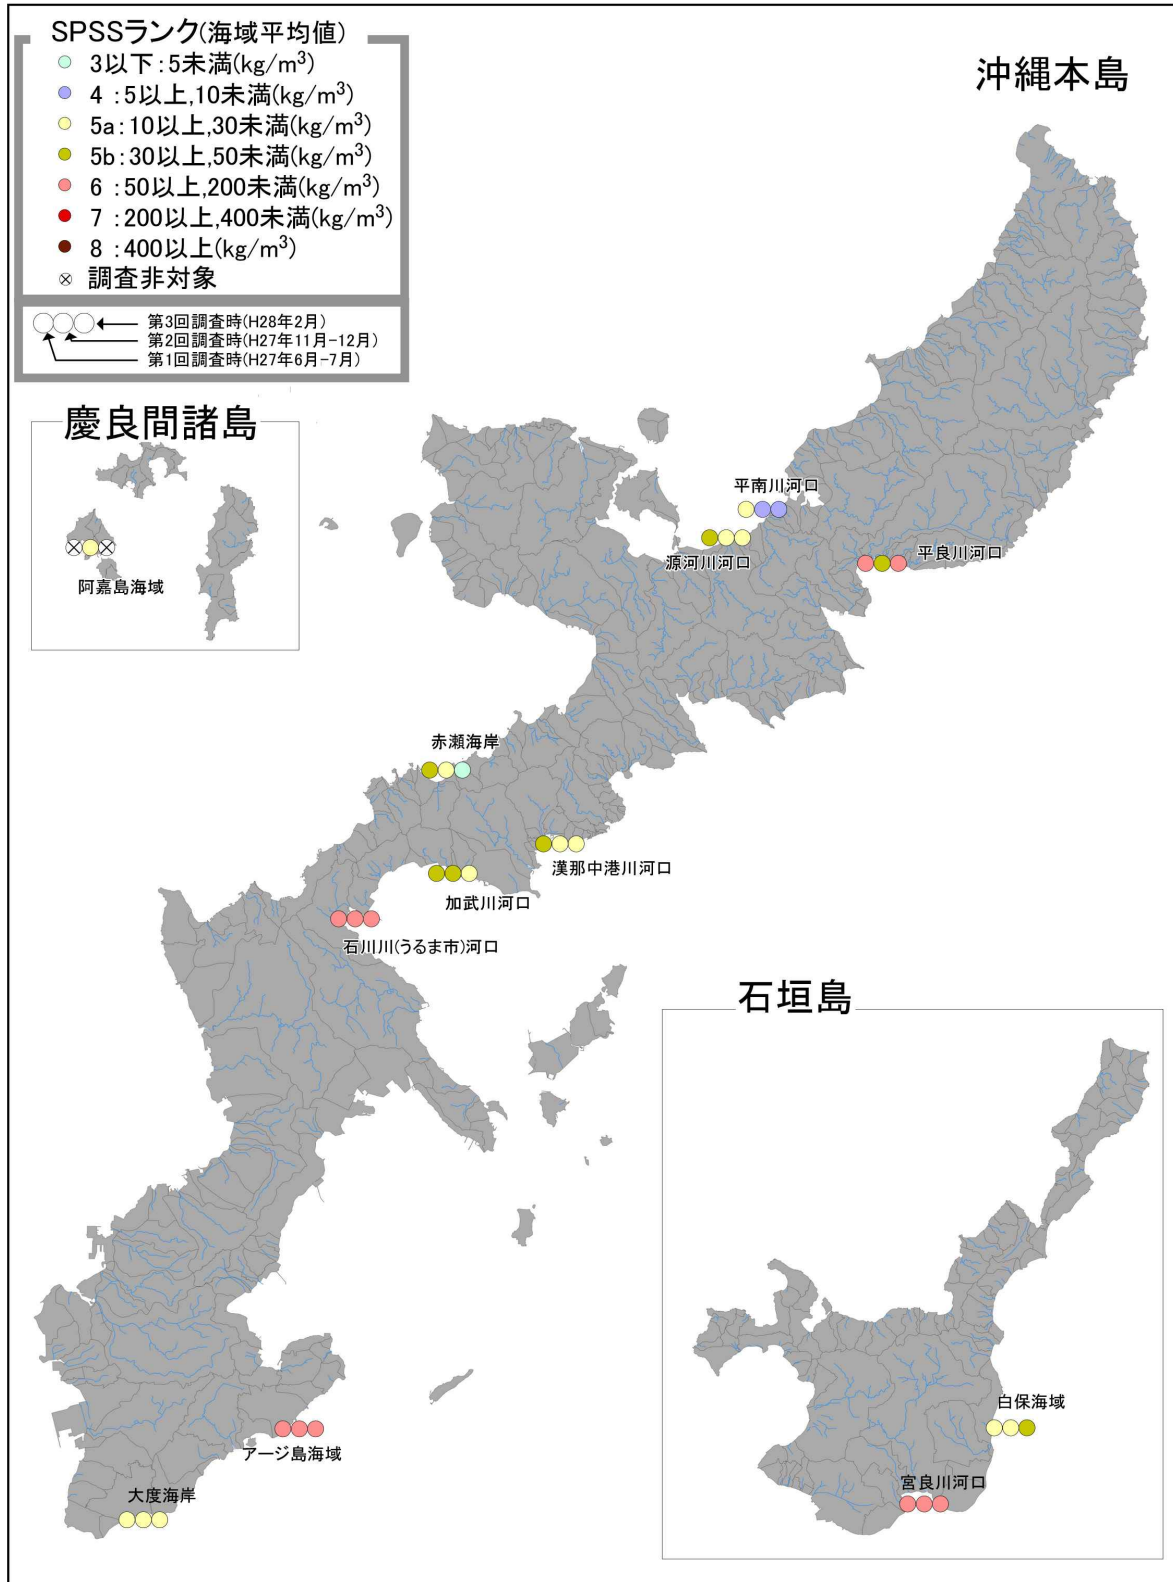 SPSSランク(海域平均値)
3以下:5未満(kg/m³)
4 :5以上,10未満(kg/m³)
5a:10以上,30未満(kg/m³)
5b:30以上,50未満(kg/m³)
6 :50以上,200未満(kg/m³)
7 :200以上,400未満(kg/m³)
8 :400以上(kg/m³)
調査非対象
第3回調査時(H28年2月)
第2回調査時(H27年11月-12月)
第1回調査時(H27年6月-7月)
沖縄本島
慶良間諸島
阿嘉島海域
平南川河口
源河川河口
平良川河口
赤瀬海岸
漢那中港川河口
加武川河口
石川川(うるま市)河口
石垣島
白保海域
宮良川河口
アージ島海域
大度海岸